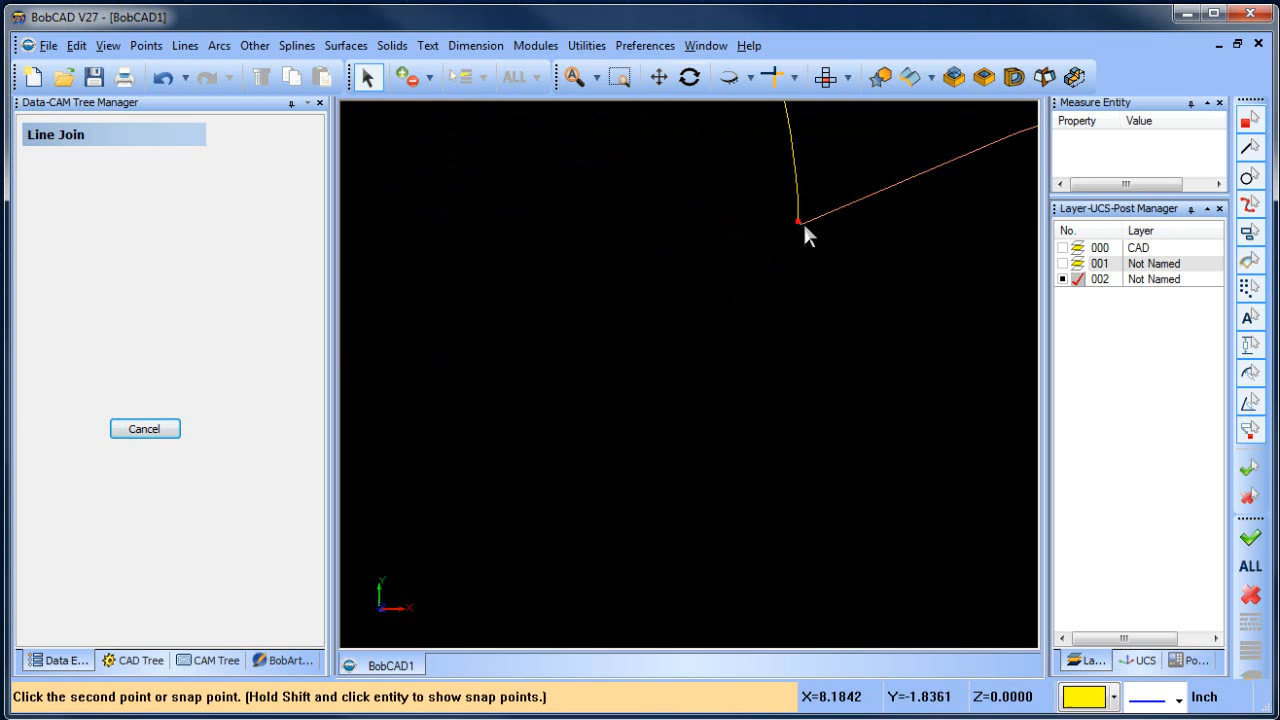 BobCAD V27 - [BobCAD1]
File Edit View Points Lines Arcs Other Splines Surfaces Solids Text Dimension Modules Utilities Preferences Window Help
ALL
Data-CAM Tree Manager
Line Join
Cancel
Data E... CAD Tree CAM Tree BobArt...
Y
X
BobCAD1
Measure Entity
Property Value
Layer-UCS-Post Manager
No. Layer
000 CAD
001 Not Named
002 Not Named
La... UCS Po...
A
ALL
Click the second point or snap point. (Hold Shift and click entity to show snap points.)
X=8.1842 Y=-1.8361 Z=0.0000 Inch